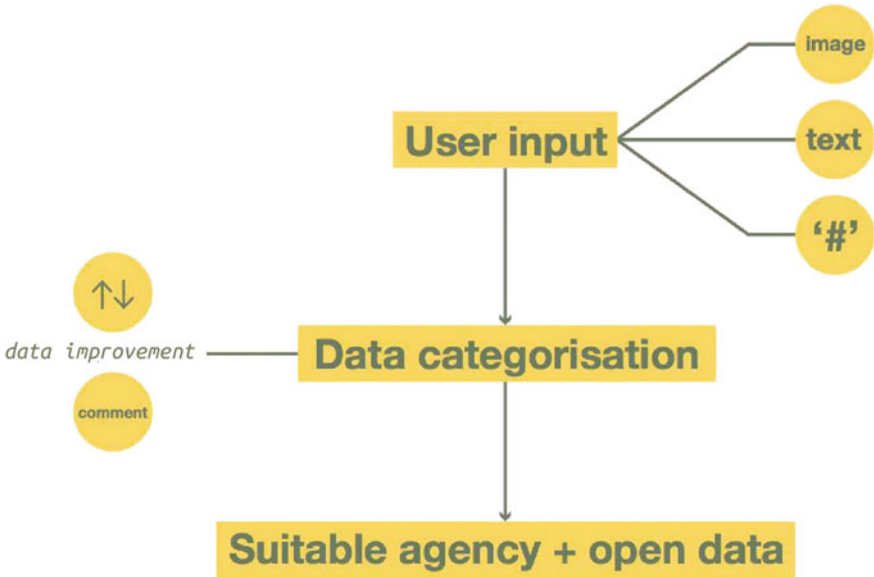 image
User input
text
‘#’
↑↓
data improvement
Data categorisation
comment
Suitable agency + open data